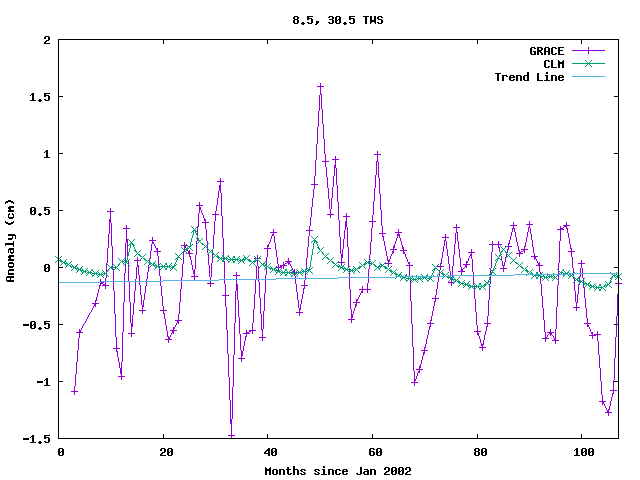 8.5, 30.5 TWS
GRACE
CLM
Trend Line
2
1.5
1
0.5
0
-0.5
-1
-1.5
Anomaly (cm)
0 20 40 60 80 100
Months since Jan 2002